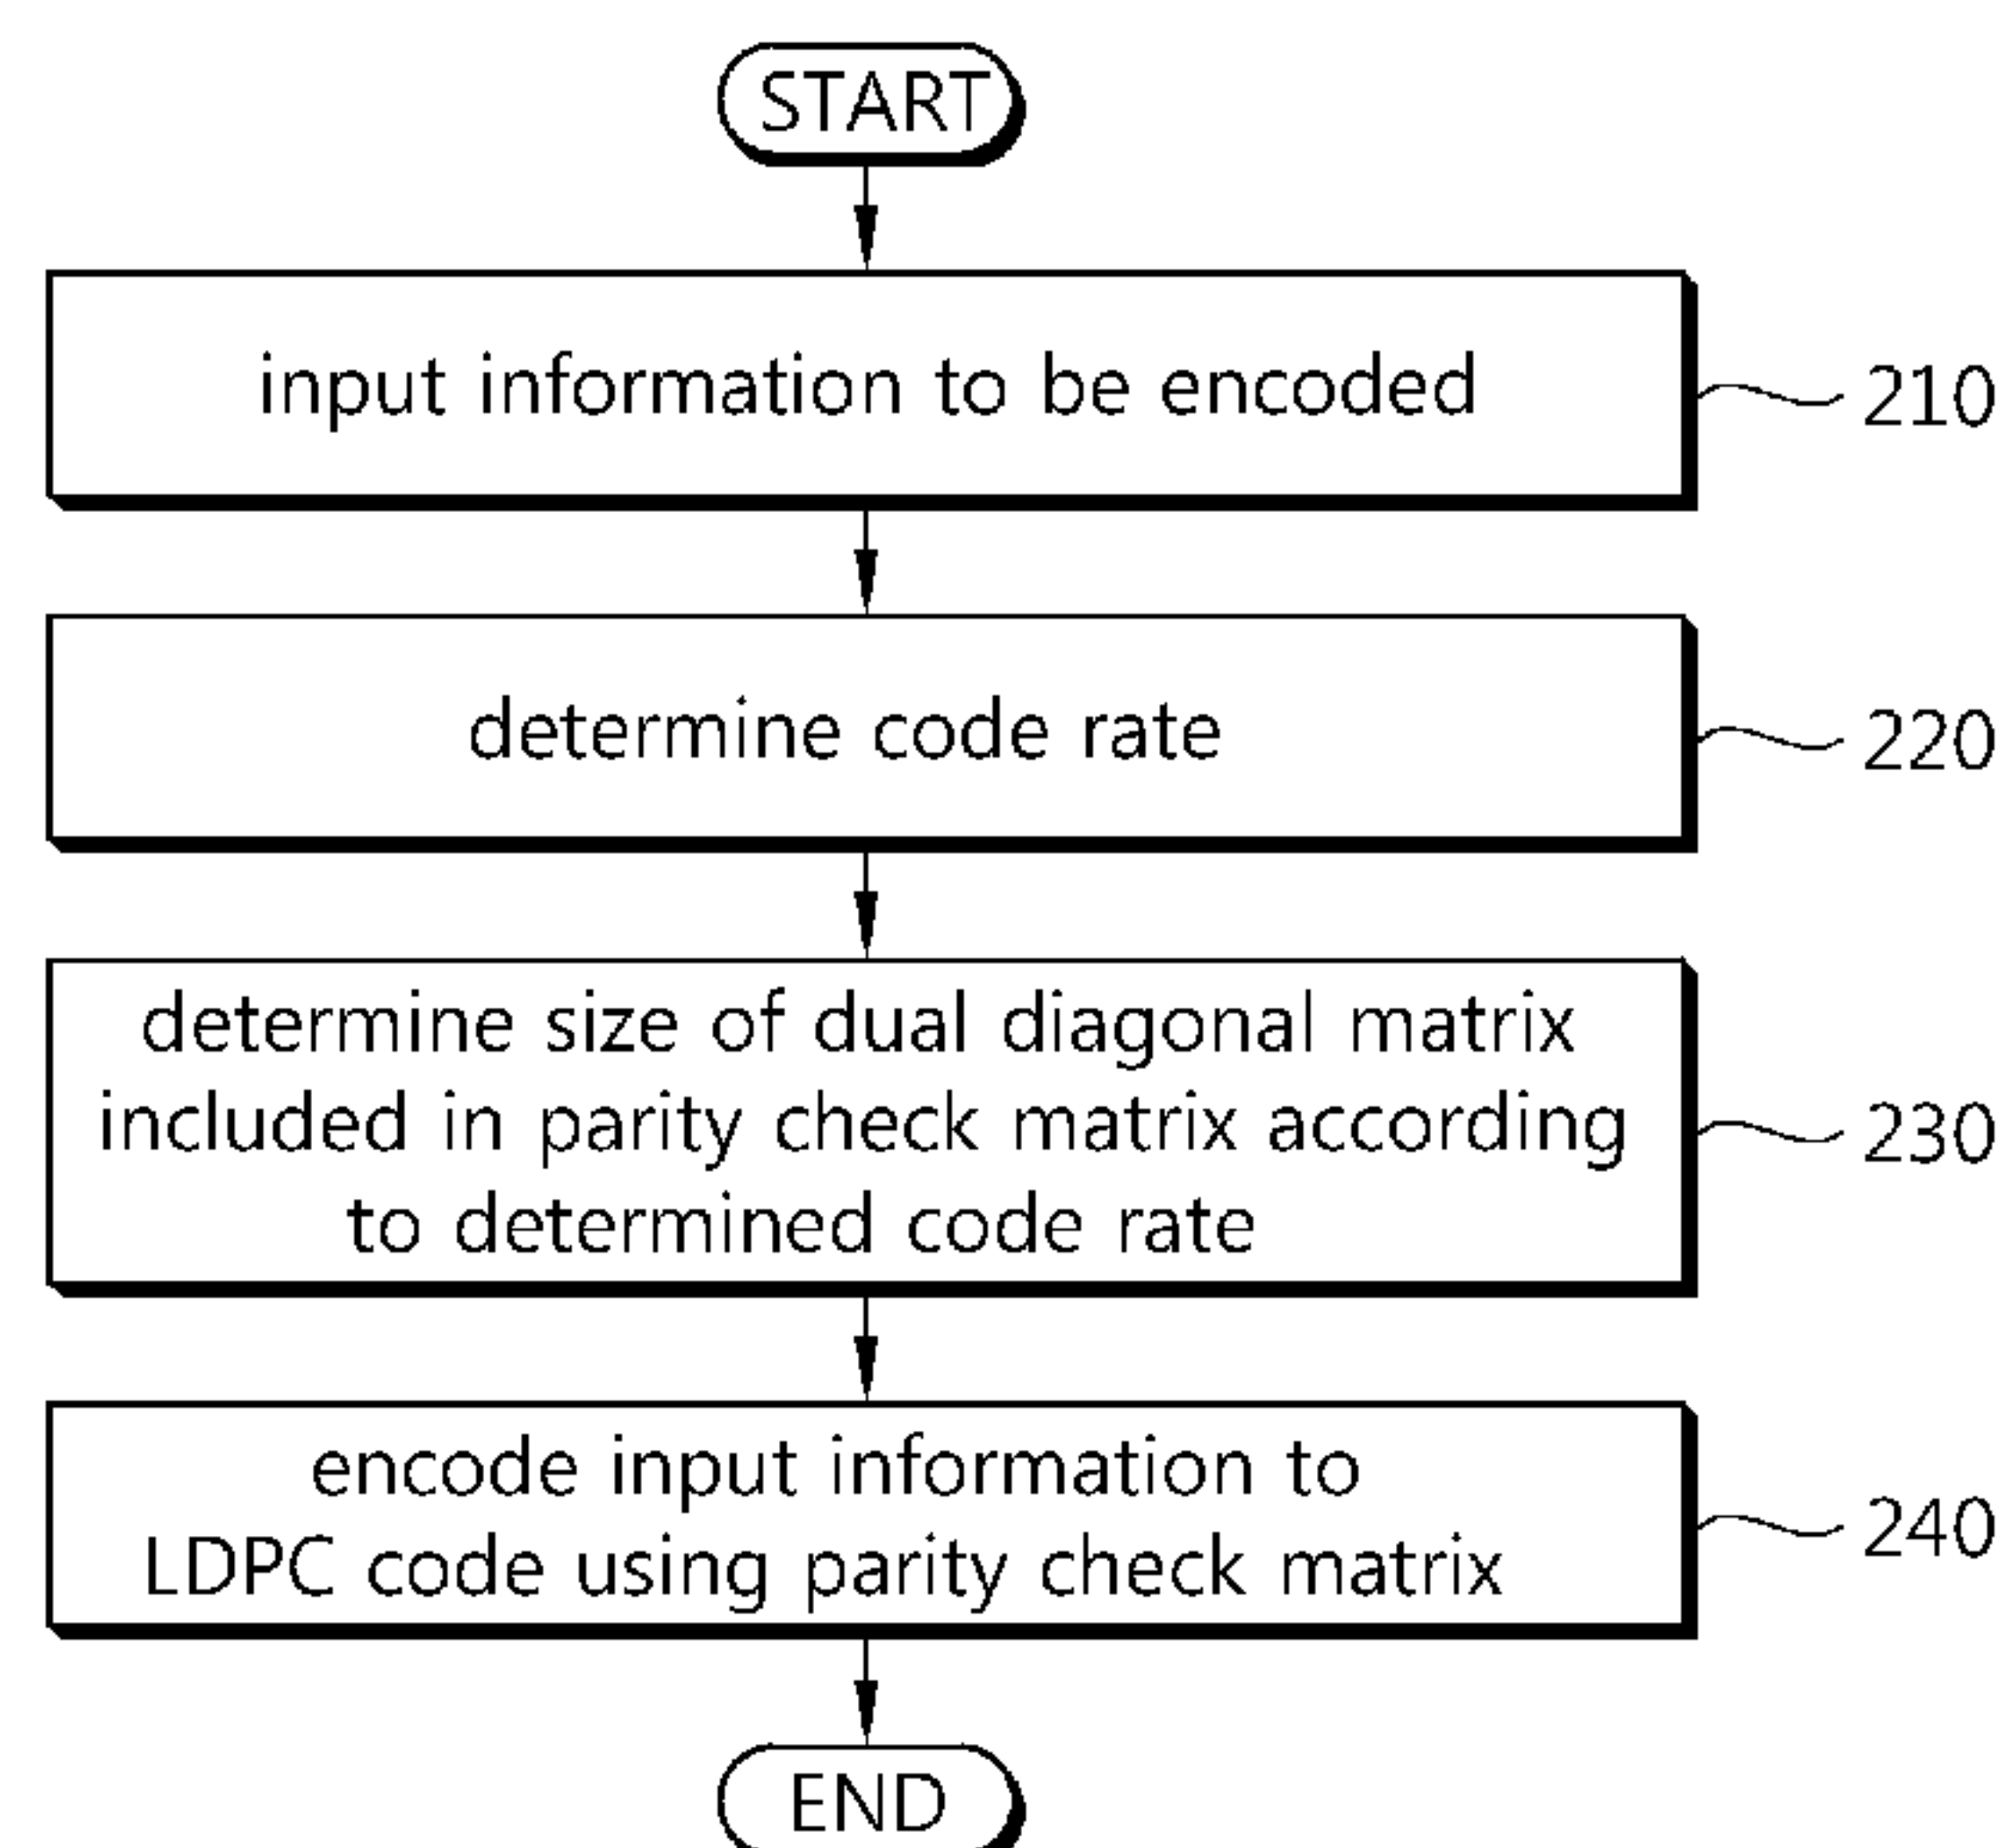 START
input information to be encoded
210
determine code rate
220
determine size of dual diagonal matrix
included in parity check matrix according
to determined code rate
230
encode input information to
LDPC code using parity check matrix
240
END